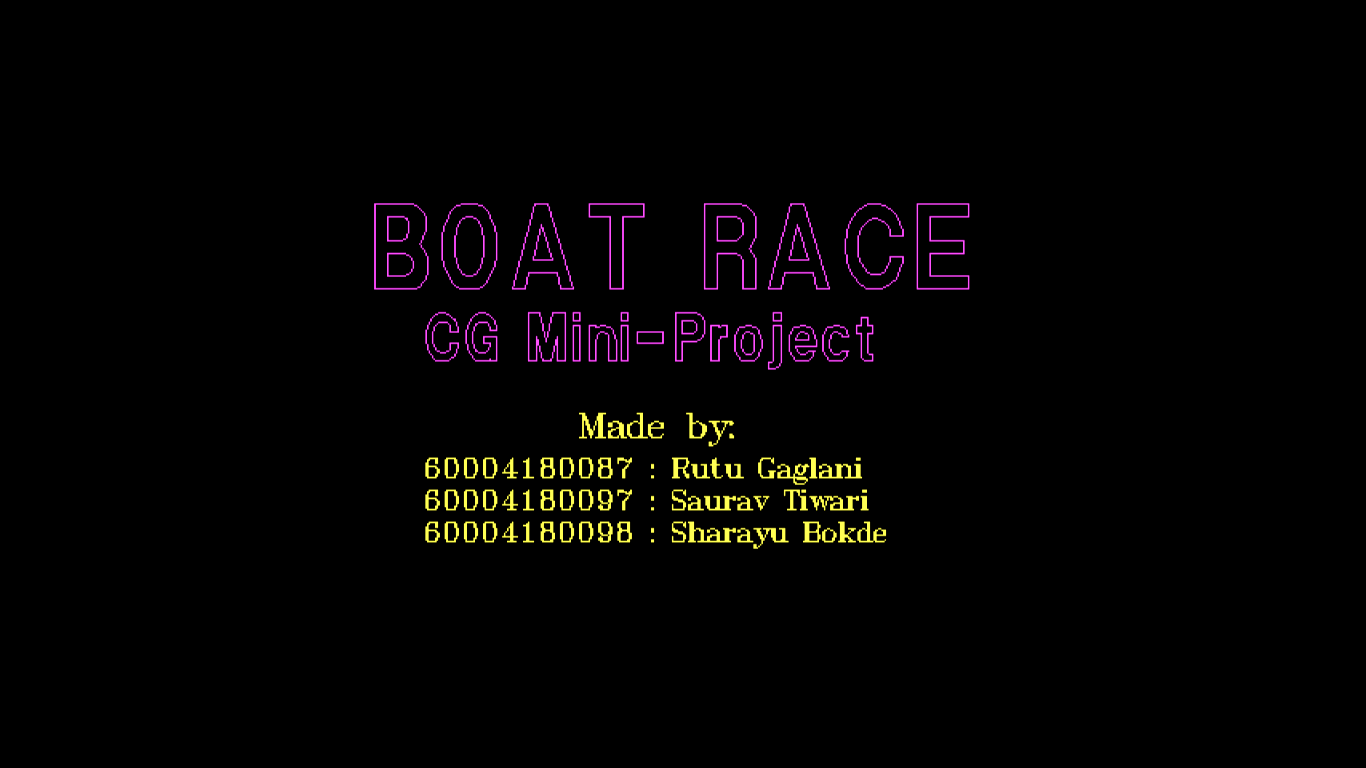 BOAT RACE
CG Mini-Project
Made by:
60004180087 : Rutu Gaglani
60004180097 : Saurav Tiwari
60004180098 : Sharayu Bokde